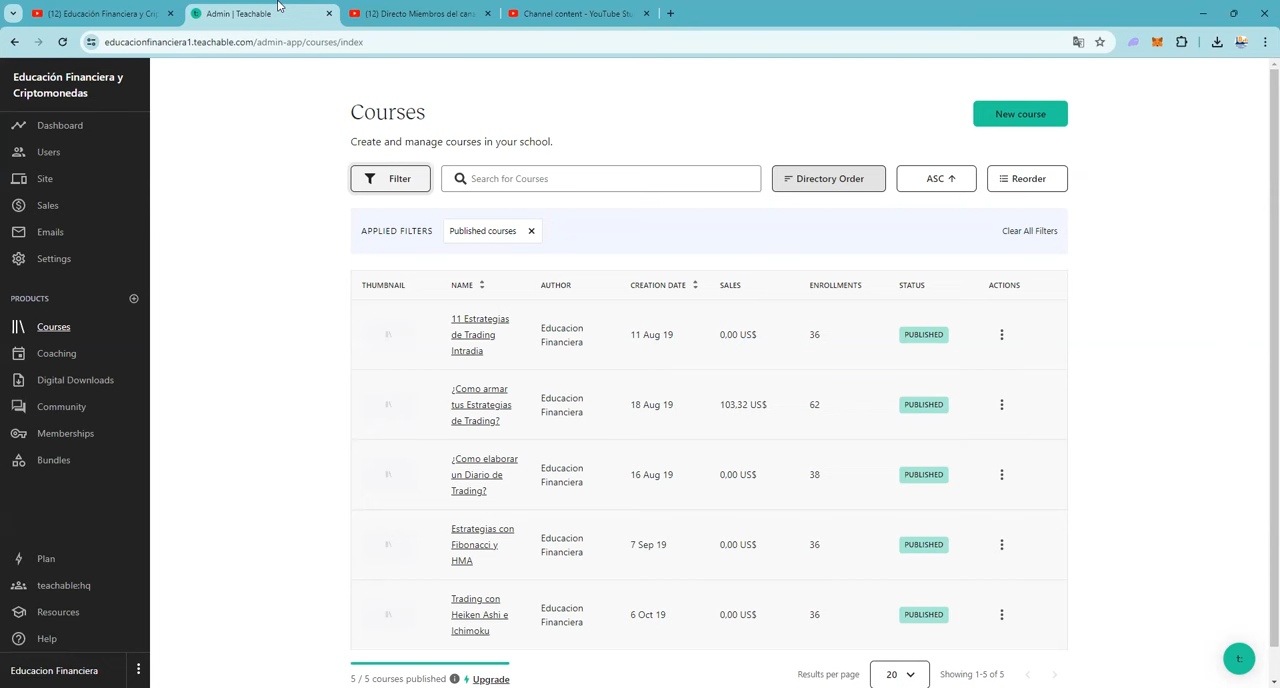 (12) Educación Financiera y Crip
Admin | Teachable
(12) Directo Miembros del cana
Channel content - YouTube Stu
educacionfinanciera1.teachable.com/admin-app/courses/index
Educación Financiera y
Criptomonedas
Dashboard
Users
Site
Sales
Emails
Settings
PRODUCTS
Courses
Coaching
Digital Downloads
Community
Memberships
Bundles
Plan
teachable:hq
Resources
Help
Educacion Financiera
Courses
New course
Create and manage courses in your school.
Filter
Search for Courses
Directory Order
ASC ↑
Reorder
APPLIED FILTERS
Published courses ×
Clear All Filters
THUMBNAIL NAME AUTHOR CREATION DATE SALES ENROLLMENTS STATUS ACTIONS
11 Estrategias
de Trading
Intradia
Educacion
Financiera
11 Aug 19
0,00 US$
36
PUBLISHED
¿Como armar
tus Estrategias
de Trading?
Educacion
Financiera
18 Aug 19
103,32 US$
62
PUBLISHED
¿Como elaborar
un Diario de
Trading?
Educacion
Financiera
16 Aug 19
0,00 US$
38
PUBLISHED
Estrategias con
Fibonacci y
HMA
Educacion
Financiera
7 Sep 19
0,00 US$
36
PUBLISHED
Trading con
Heiken Ashi e
Ichimoku
Educacion
Financiera
6 Oct 19
0,00 US$
36
PUBLISHED
5 / 5 courses published
Upgrade
Results per page
20
Showing 1-5 of 5
t: